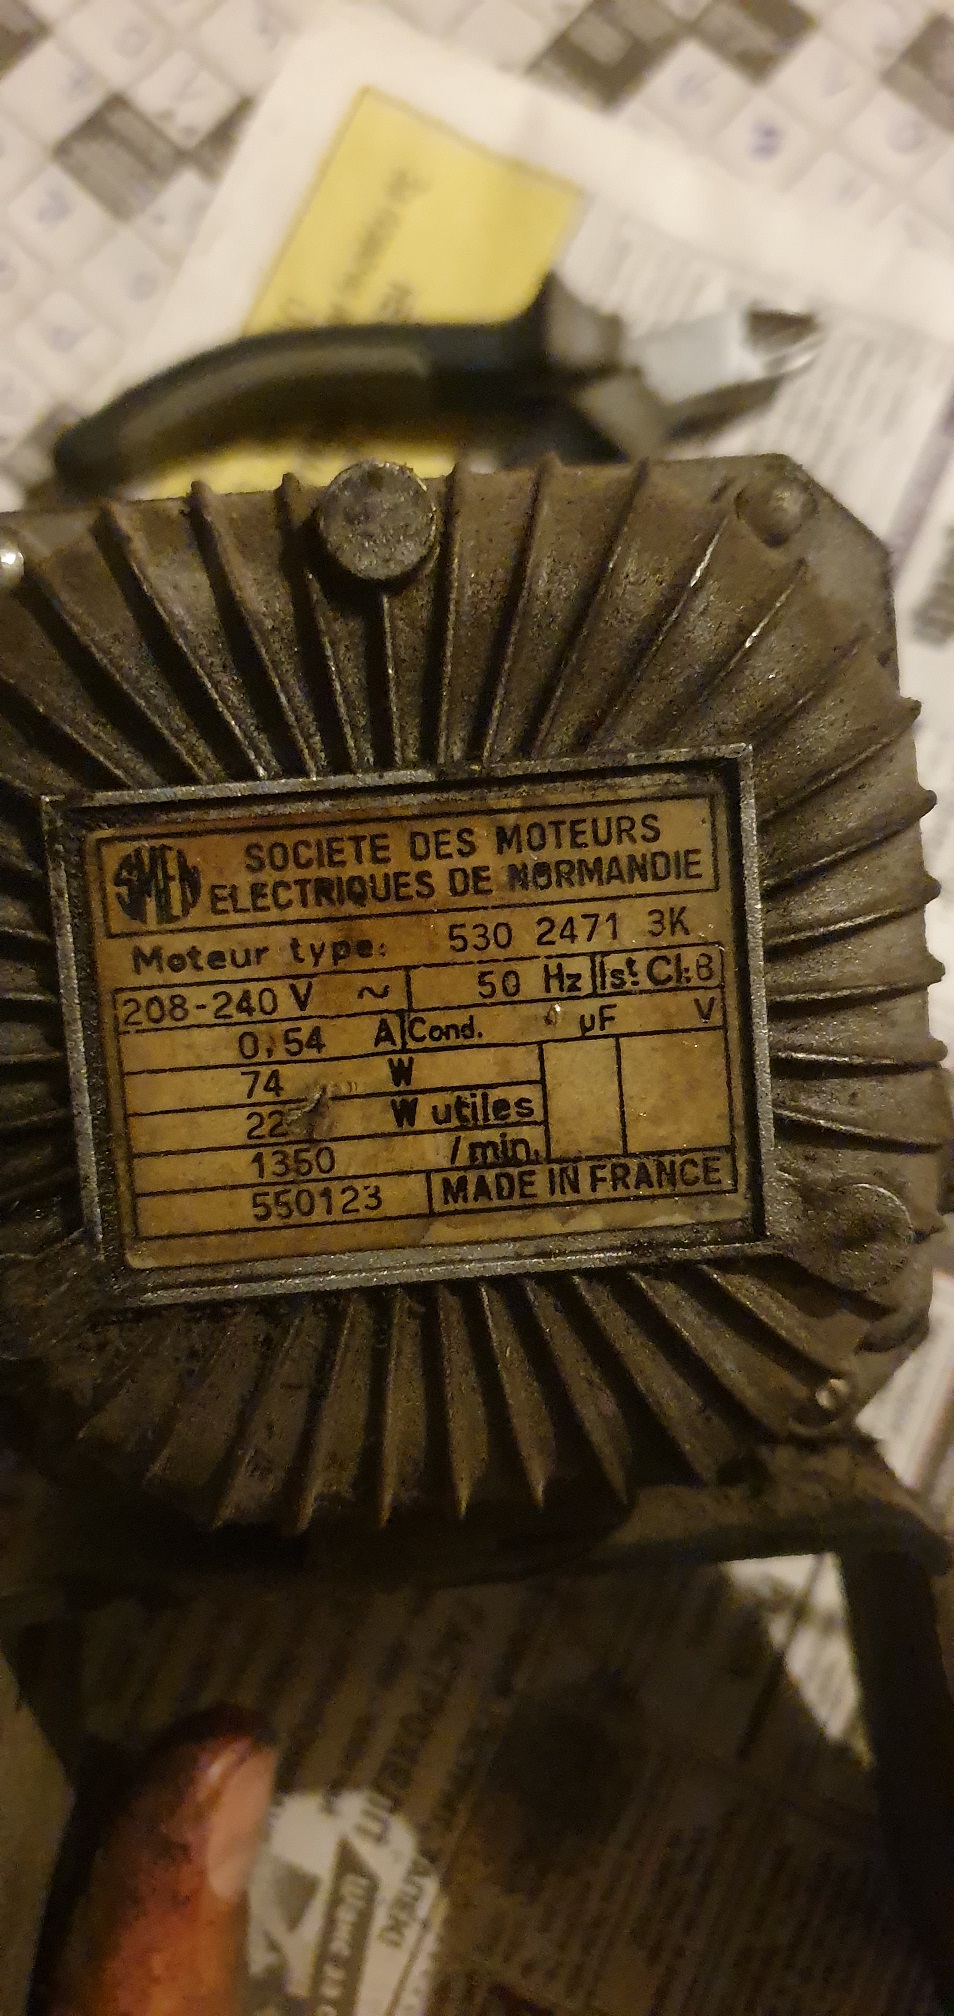 SMEN SOCIETE DES MOTEURS
ELECTRIQUES DE NORMANDIE
Moteur type: 530 2471 3K
208-240 V ~ 50 Hz Ist Cl:B
0,54 A Cond. µF V
74 W
22 W utiles
1350 /min.
550123 MADE IN FRANCE